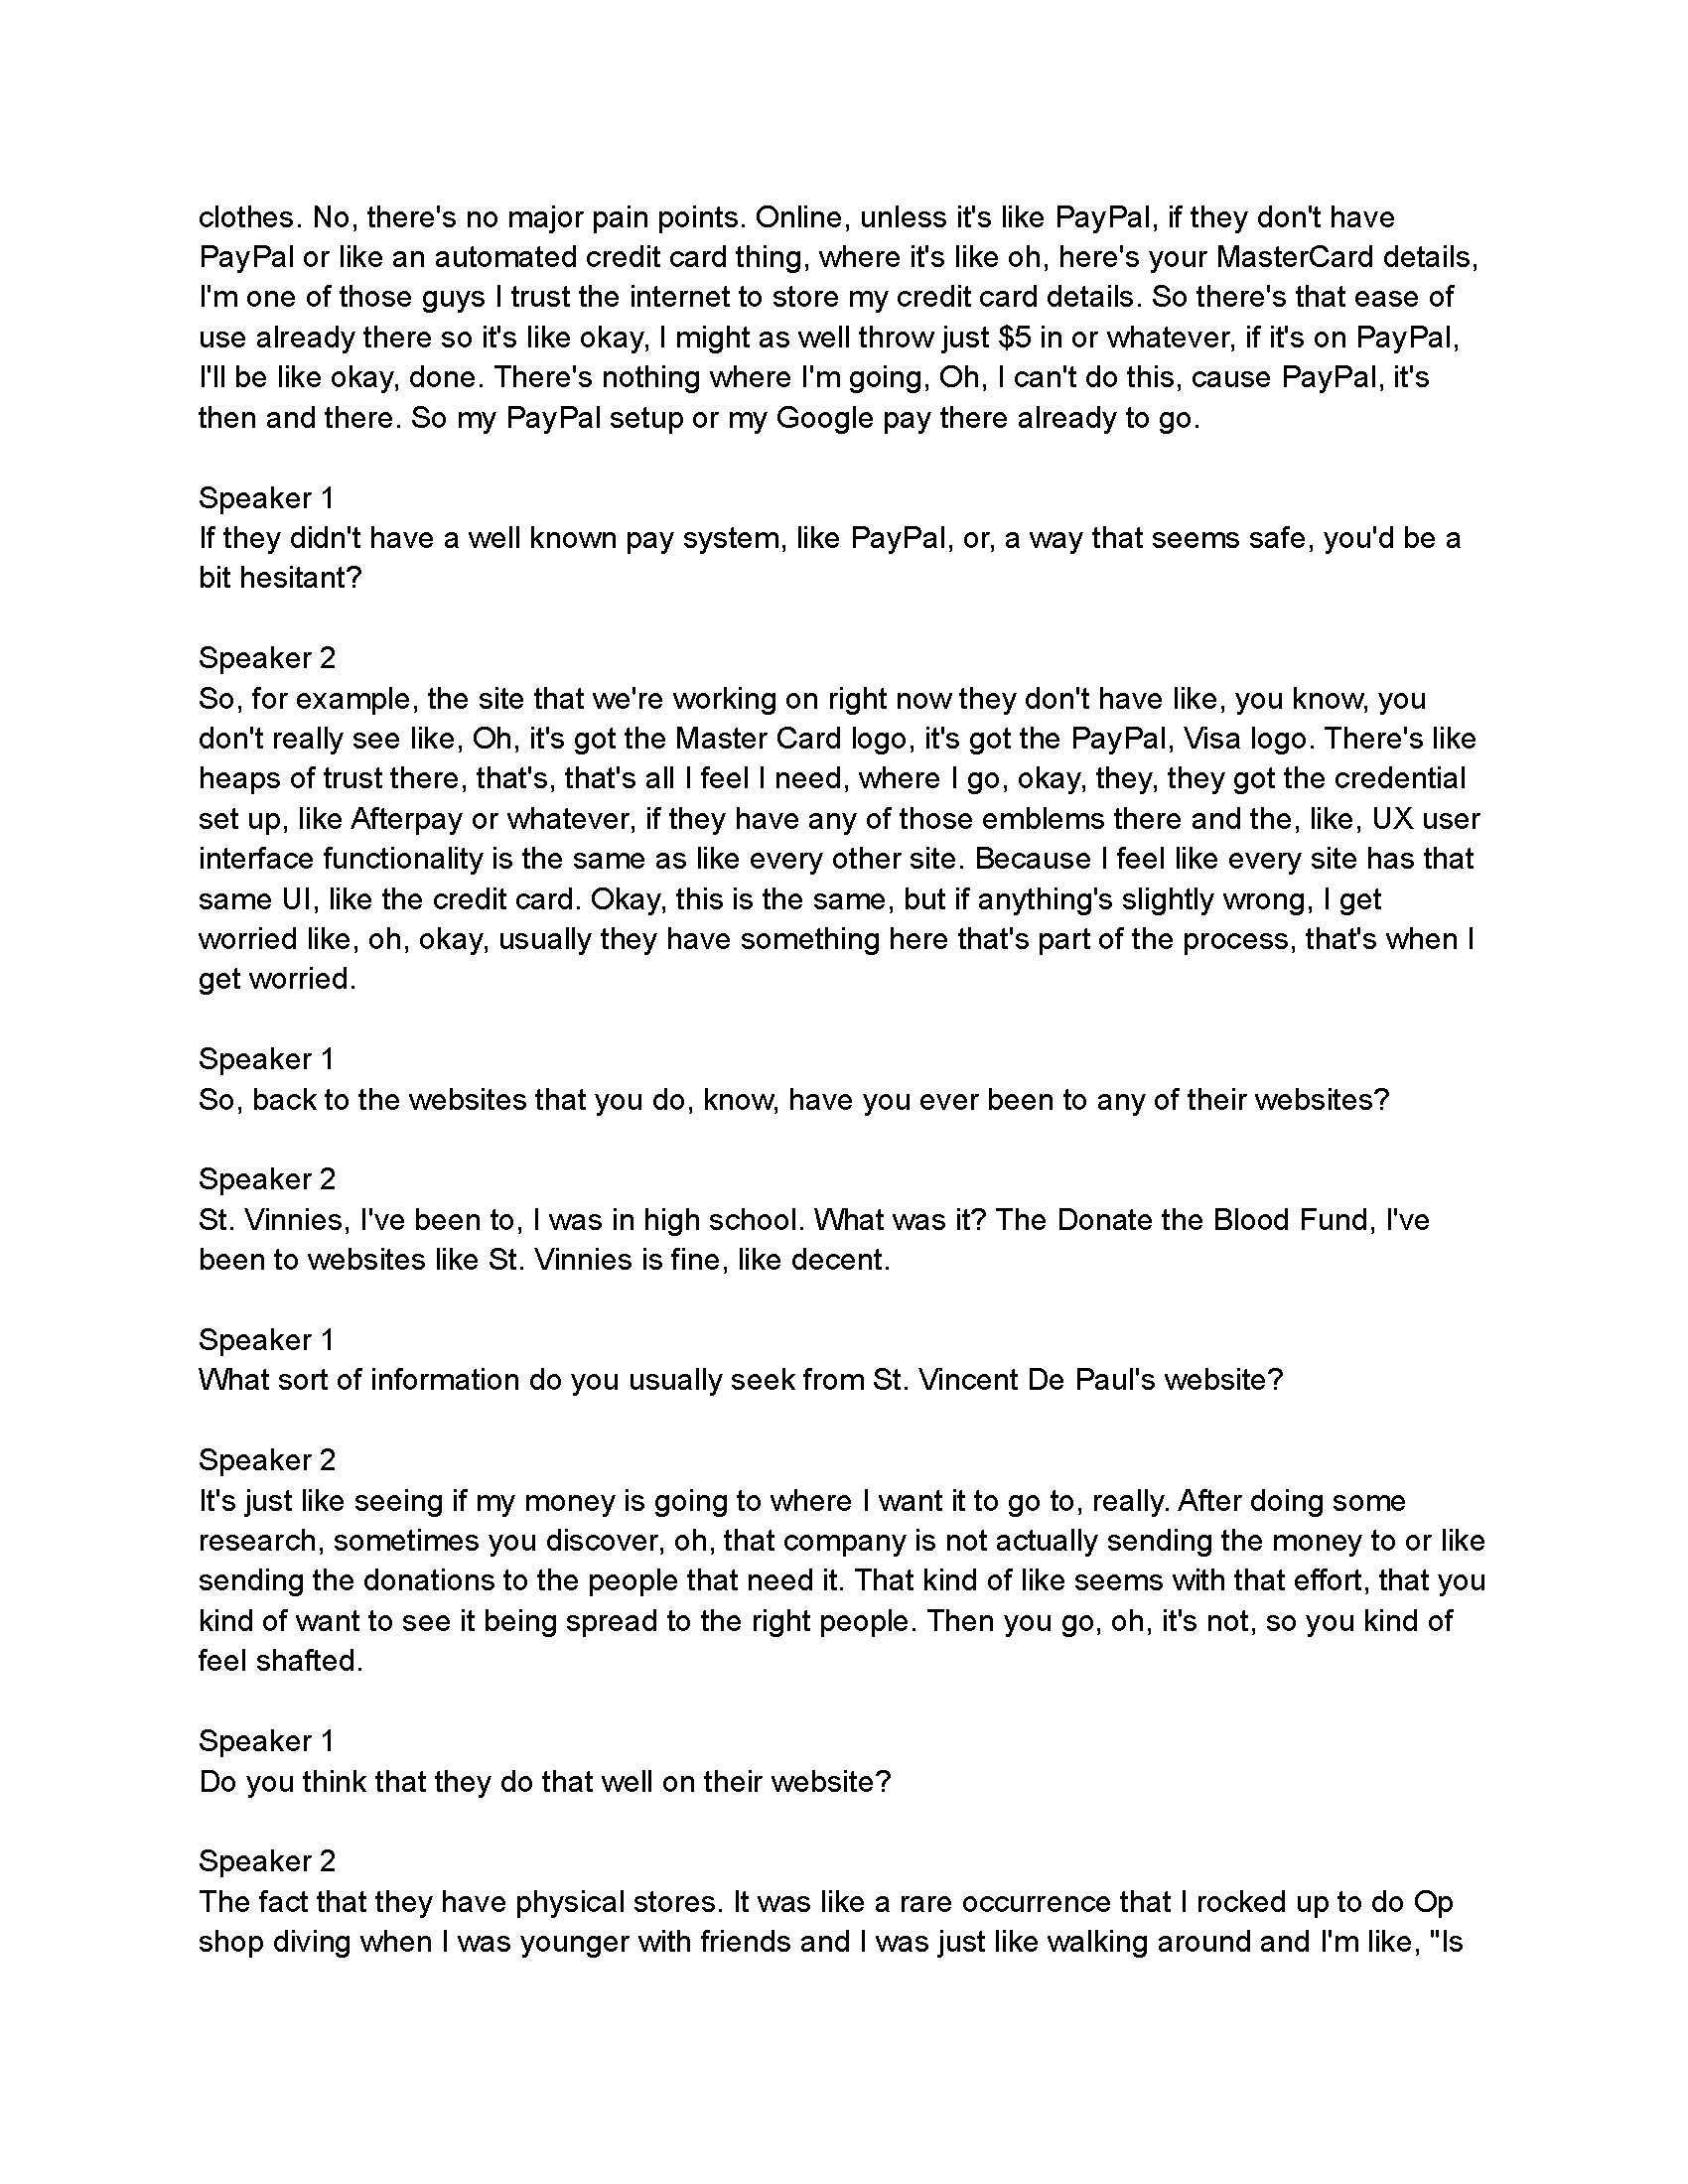 clothes. No, there's no major pain points. Online, unless it's like PayPal, if they don't have
PayPal or like an automated credit card thing, where it's like oh, here's your MasterCard details,
I'm one of those guys I trust the internet to store my credit card details. So there's that ease of
use already there so it's like okay, I might as well throw just $5 in or whatever, if it's on PayPal,
I'll be like okay, done. There's nothing where I'm going, Oh, I can't do this, cause PayPal, it's
then and there. So my PayPal setup or my Google pay there already to go.
Speaker 1
If they didn't have a well known pay system, like PayPal, or, a way that seems safe, you'd be a
bit hesitant?
Speaker 2
So, for example, the site that we're working on right now they don't have like, you know, you
don't really see like, Oh, it's got the Master Card logo, it's got the PayPal, Visa logo. There's like
heaps of trust there, that's, that's all I feel I need, where I go, okay, they, they got the credential
set up, like Afterpay or whatever, if they have any of those emblems there and the, like, UX user
interface functionality is the same as like every other site. Because I feel like every site has that
same UI, like the credit card. Okay, this is the same, but if anything's slightly wrong, I get
worried like, oh, okay, usually they have something here that's part of the process, that's when I
get worried.
Speaker 1
So, back to the websites that you do, know, have you ever been to any of their websites?
Speaker 2
St. Vinnies, I've been to, I was in high school. What was it? The Donate the Blood Fund, I've
been to websites like St. Vinnies is fine, like decent.
Speaker 1
What sort of information do you usually seek from St. Vincent De Paul's website?
Speaker 2
It's just like seeing if my money is going to where I want it to go to, really. After doing some
research, sometimes you discover, oh, that company is not actually sending the money to or like
sending the donations to the people that need it. That kind of like seems with that effort, that you
kind of want to see it being spread to the right people. Then you go, oh, it's not, so you kind of
feel shafted.
Speaker 1
Do you think that they do that well on their website?
Speaker 2
The fact that they have physical stores. It was like a rare occurrence that I rocked up to do Op
shop diving when I was younger with friends and I was just like walking around and I'm like, "Is